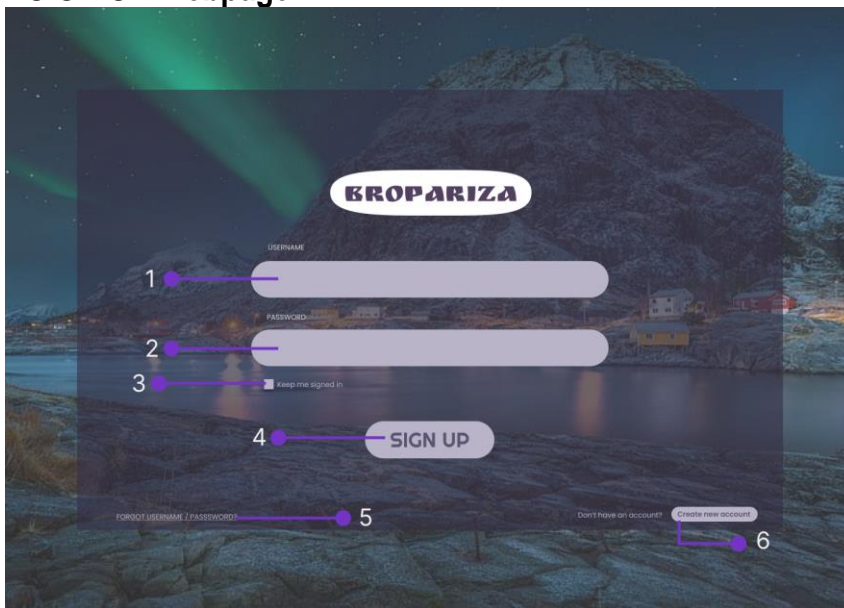 BROPARIZA
USERNAME
1
PASSWORD
2
3
Keep me signed in
4
SIGN UP
FORGOT USERNAME / PASSSWORD?
5
Don't have an account?
Create new account
6